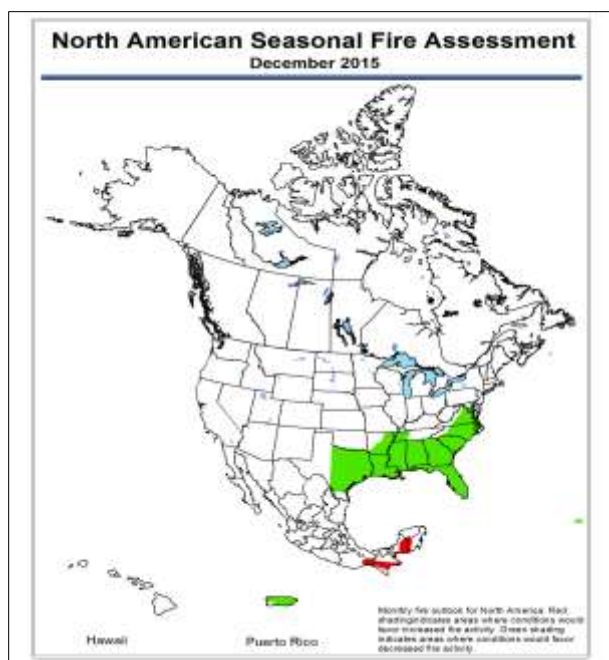 North American Seasonal Fire Assessment
December 2015
Hawaii
Puerto Rico
Monthly fire outlook for North America. Red
shading indicates areas where conditions would
favor increased fire activity. Green shading
indicates areas where conditions would favor
decreased fire activity.